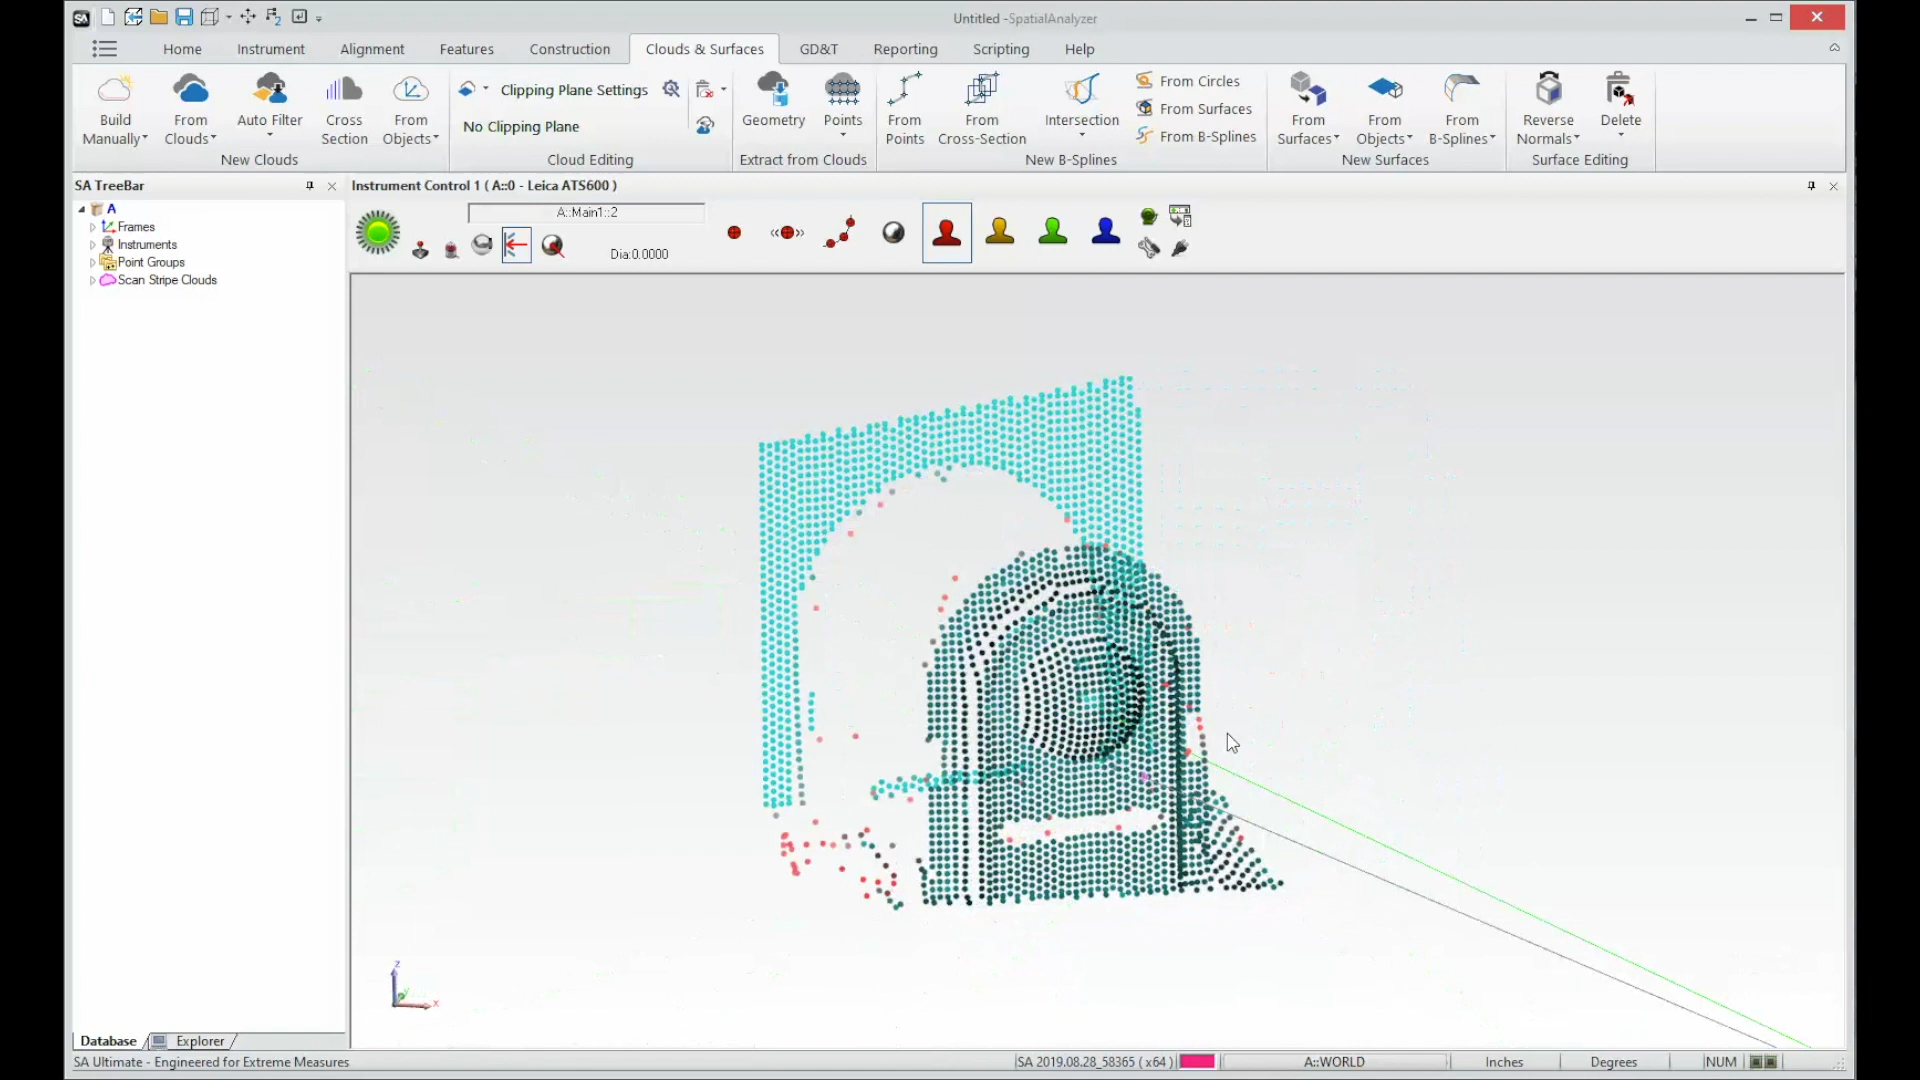 SA
Untitled -SpatialAnalyzer
Home Instrument Alignment Features Construction Clouds & Surfaces GD&T Reporting Scripting Help
Build Manually
From Clouds
Auto Filter
Cross Section
From Objects
New Clouds
Clipping Plane Settings
No Clipping Plane
Cloud Editing
Geometry
Points
Extract from Clouds
From Points
From Cross-Section
Intersection
From Circles
From Surfaces
From B-Splines
New B-Splines
From Surfaces
From Objects
From B-Splines
New Surfaces
Reverse Normals
Delete
Surface Editing
SA TreeBar
Instrument Control 1 ( A::0 - Leica ATS600 )
A
Frames
Instruments
Point Groups
Scan Stripe Clouds
A::Main1::2
Dia:0.0000
z
y
x
Database Explorer
SA Ultimate - Engineered for Extreme Measures
SA 2019.08.28_58365 ( x64 )
A::WORLD
Inches
Degrees
NUM